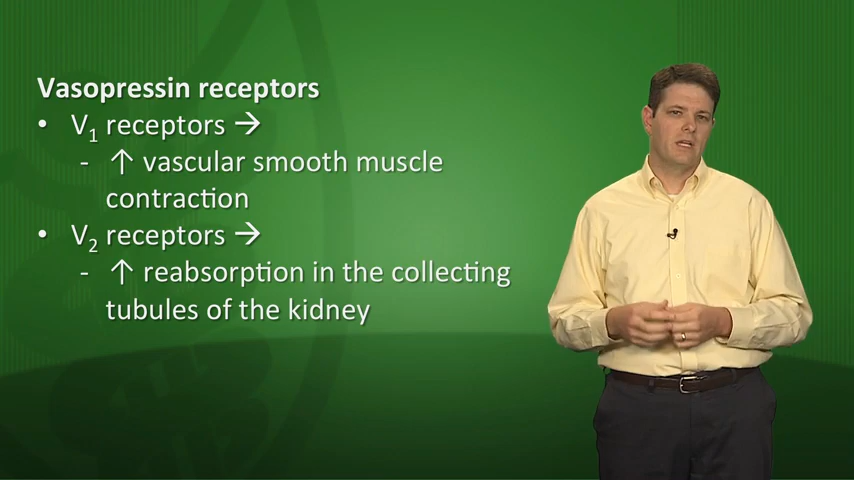 Vasopressin receptors
• V₁ receptors →
- ↑ vascular smooth muscle
contraction
• V₂ receptors →
- ↑ reabsorption in the collecting
tubules of the kidney